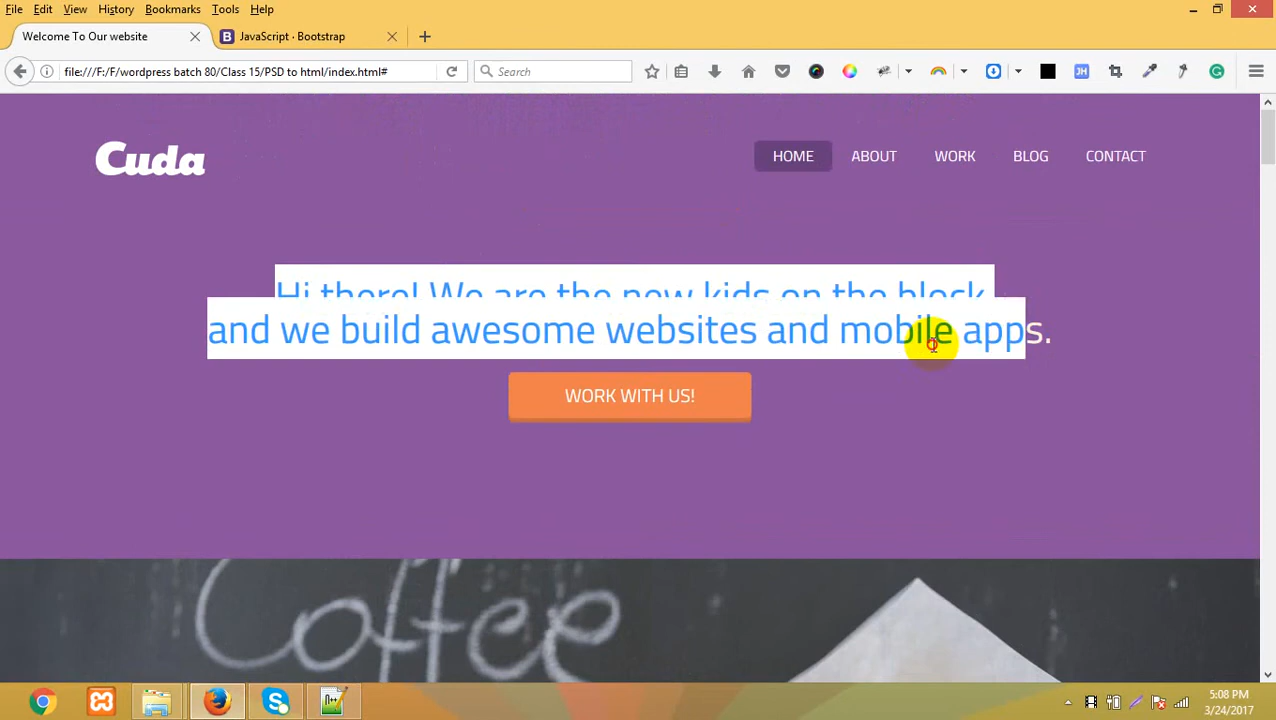 File Edit View History Bookmarks Tools Help
Welcome To Our website
JavaScript · Bootstrap
file:///F:/F/wordpress batch 80/Class 15/PSD to html/index.html#
Search
JH
Cuda
HOME ABOUT WORK BLOG CONTACT
Hi there! We are the new kids on the block
and we build awesome websites and mobile apps.
WORK WITH US!
Coffee
5:08 PM
3/24/2017